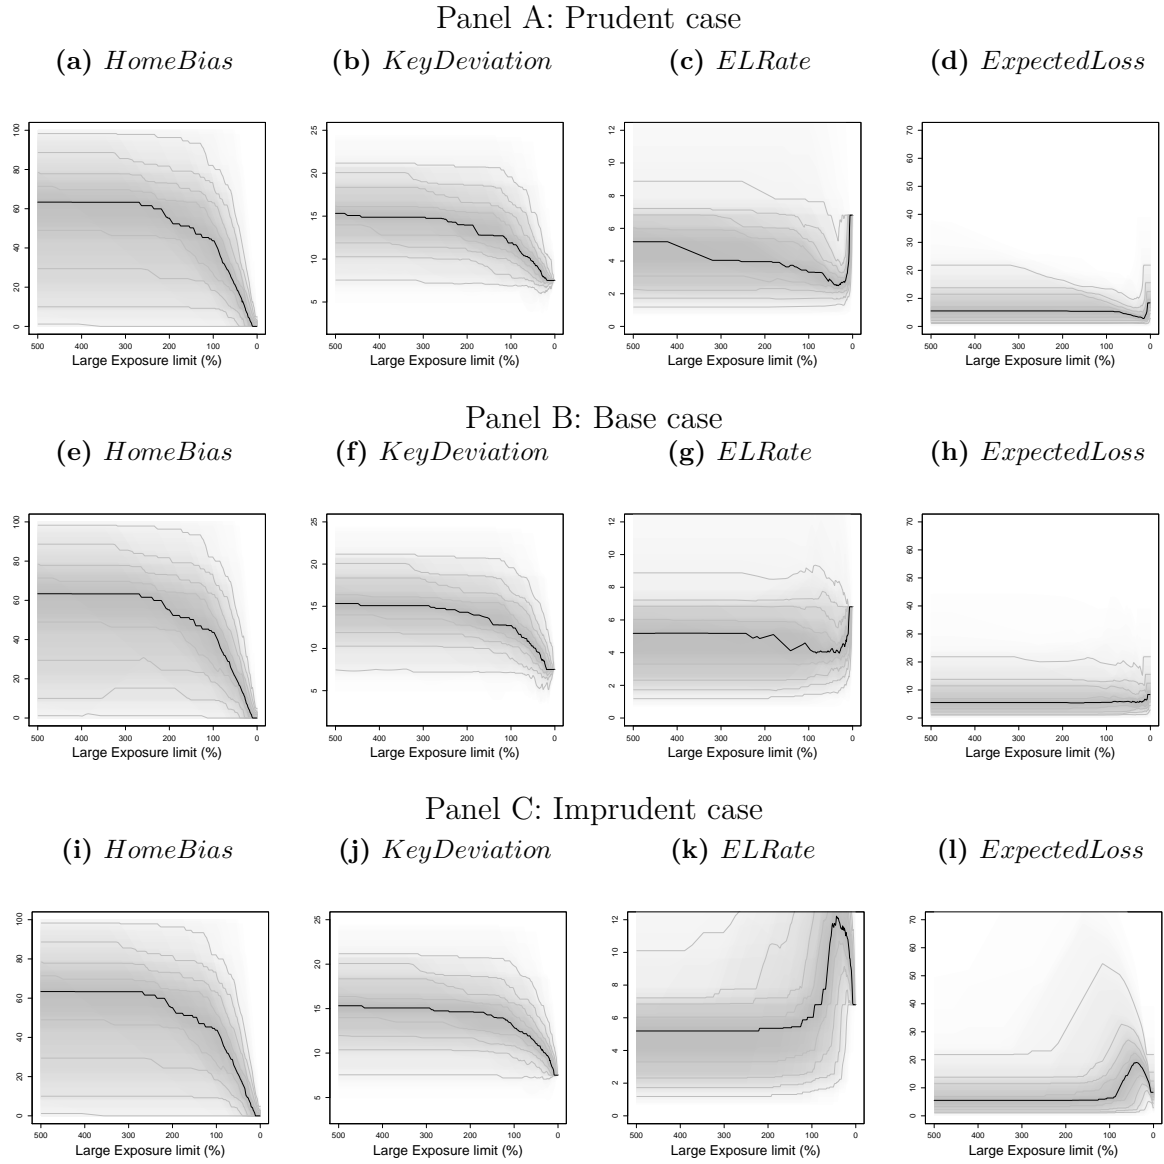 Panel A: Prudent case
(a) HomeBias (b) KeyDeviation (c) ELRate (d) ExpectedLoss
100 80 60 40 20 0
25 20 15 10 5
12 10 8 6 4 2 0
70 60 50 40 30 20 10 0
500 400 300 200 100 0 500 400 300 200 100 0 500 400 300 200 100 0 500 400 300 200 100 0
Large Exposure limit (%) Large Exposure limit (%) Large Exposure limit (%) Large Exposure limit (%)
Panel B: Base case
(e) HomeBias (f) KeyDeviation (g) ELRate (h) ExpectedLoss
100 80 60 40 20 0
25 20 15 10 5
12 10 8 6 4 2 0
70 60 50 40 30 20 10 0
500 400 300 200 100 0 500 400 300 200 100 0 500 400 300 200 100 0 500 400 300 200 100 0
Large Exposure limit (%) Large Exposure limit (%) Large Exposure limit (%) Large Exposure limit (%)
Panel C: Imprudent case
(i) HomeBias (j) KeyDeviation (k) ELRate (l) ExpectedLoss
100 80 60 40 20 0
25 20 15 10 5
12 10 8 6 4 2 0
70 60 50 40 30 20 10 0
500 400 300 200 100 0 500 400 300 200 100 0 500 400 300 200 100 0 500 400 300 200 100 0
Large Exposure limit (%) Large Exposure limit (%) Large Exposure limit (%) Large Exposure limit (%)